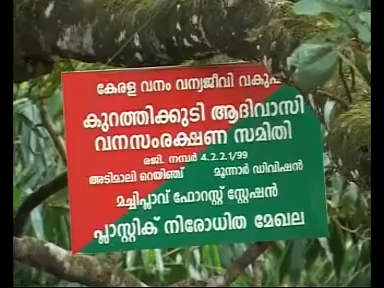 കേരള വനം വന്യജീവി വകുപ്പ്
കുറത്തിക്കുടി ആദിവാസി
വനസംരക്ഷണ സമിതി
രജി. നമ്പർ 4.2.2.1/99
അടിമാലി റെയിഞ്ച് മൂന്നാർ ഡിവിഷൻ
മച്ചിപ്ലാവ് ഫോറസ്റ്റ് സ്റ്റേഷൻ
പ്ലാസ്റ്റിക് നിരോധിത മേഖല